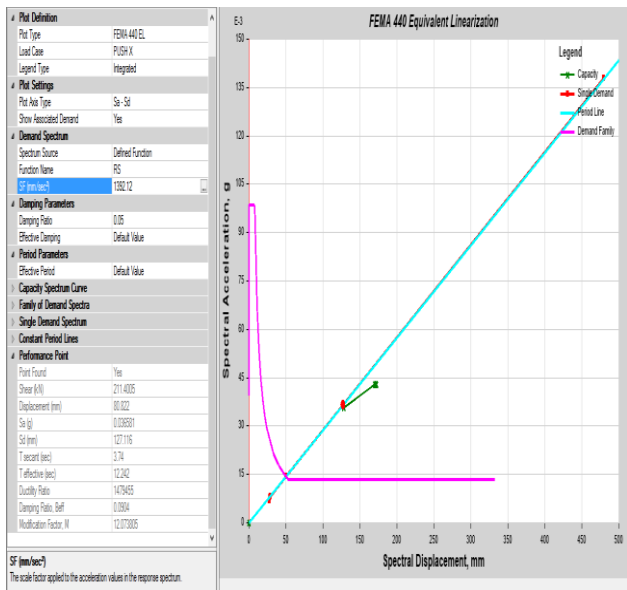 Plot Definition
Plot Type FEMA 440 EL
Load Case PUSH X
Legend Type Integrated
Plot Settings
Plot Axis Type Sa - Sd
Show Associated Demand Yes
Demand Spectrum
Spectrum Source Defined Function
Function Name RS
SF (mm/sec²) 1392.12 ...
Damping Parameters
Damping Ratio 0.05
Effective Damping Default Value
Period Parameters
Effective Period Default Value
Capacity Spectrum Curve
Family of Demand Spectra
Single Demand Spectrum
Constant Period Lines
Performance Point
Point Found Yes
Shear (kN) 211.4005
Displacement (mm) 80.822
Sa (g) 0.036581
Sd (mm) 127.116
T secant (sec) 3.74
T effective (sec) 12.242
Ductility Ratio 1479455
Damping Ratio, Beff 0.0904
Modification Factor, M 12.073805
SF (mm/sec²)
The scale factor applied to the acceleration values in the response spectrum.
FEMA 440 Equivalent Linearization
E-3
150
135
120
105
90
75
60
45
30
15
0
Spectral Acceleration, g
Legend
Capacity
Single Demand
Period Line
Demand Family
0 50 100 150 200 250 300 350 400 450 500
Spectral Displacement, mm